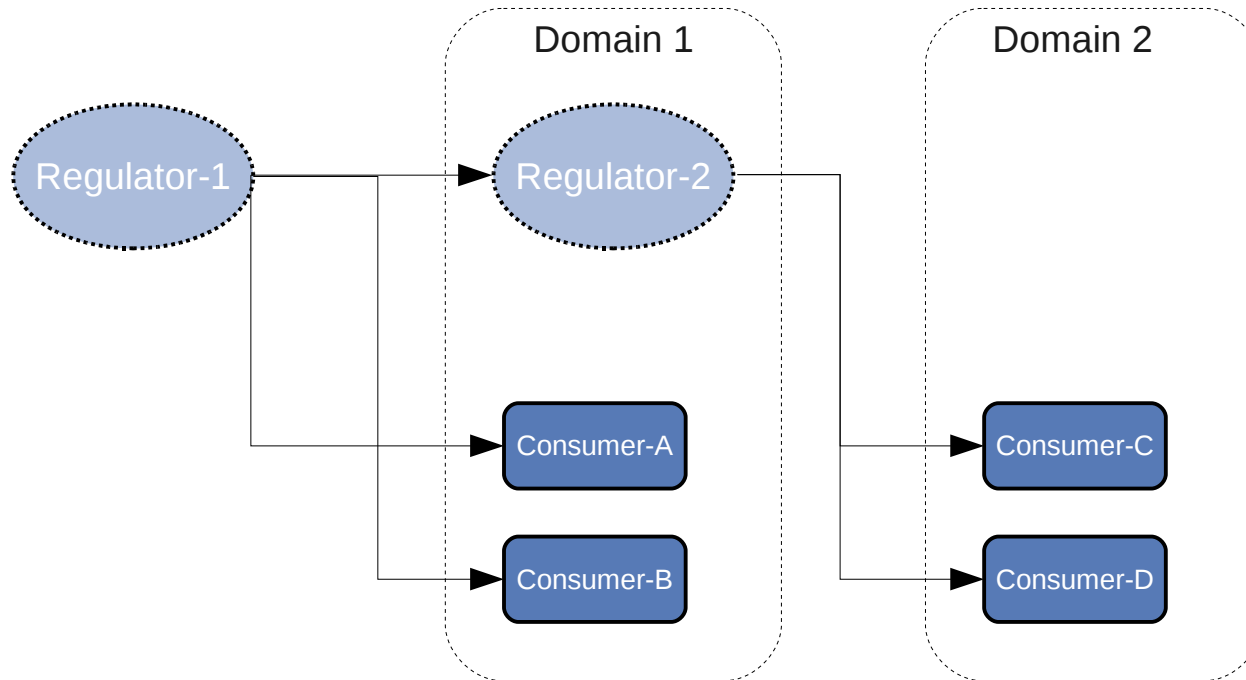 Domain 1
Domain 2
Regulator-1
Regulator-2
Consumer-A
Consumer-C
Consumer-B
Consumer-D